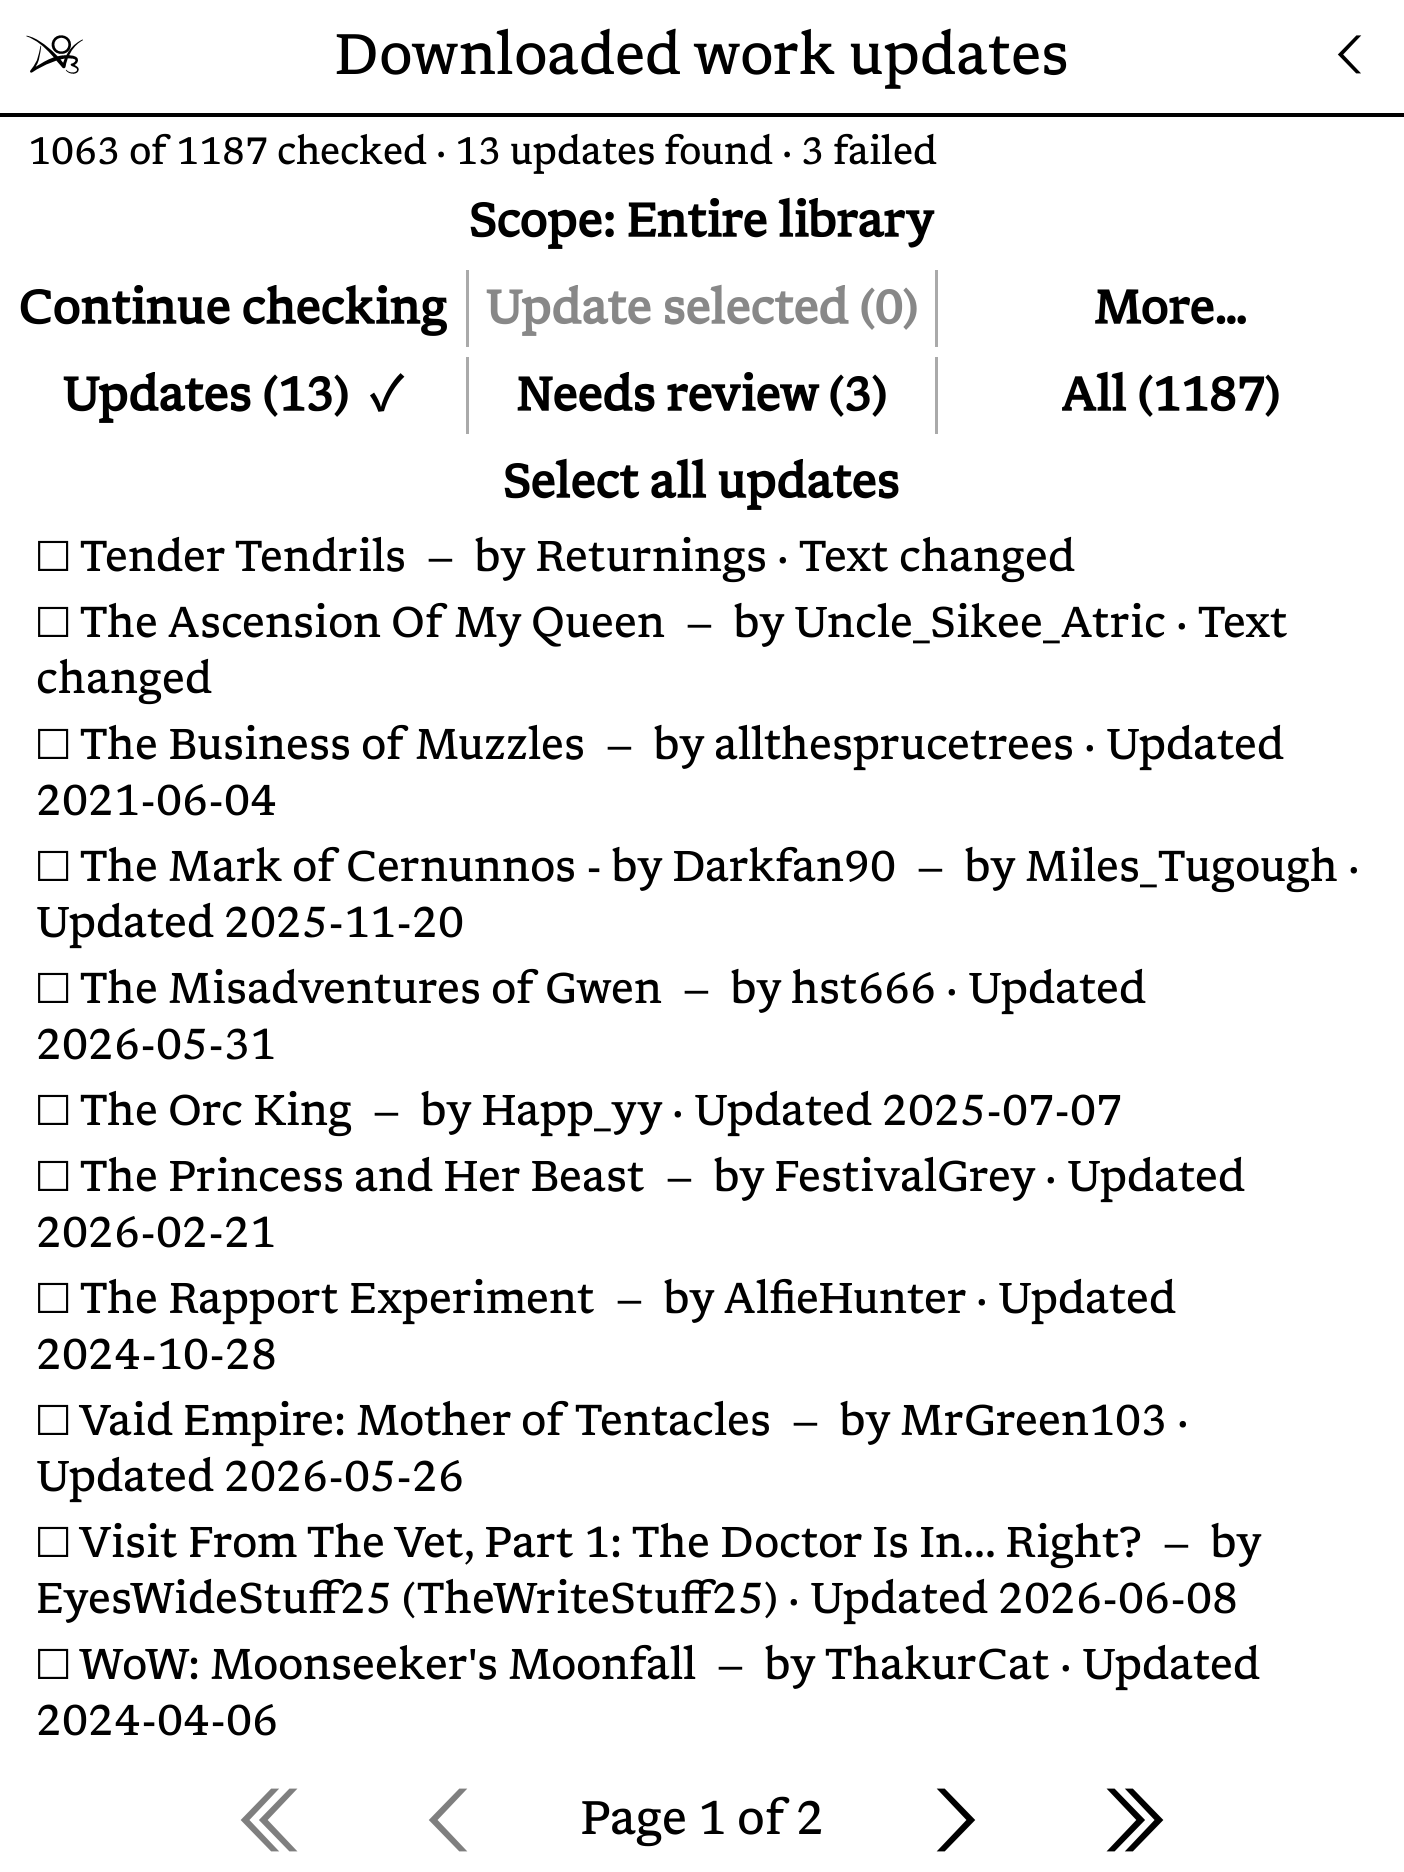 Downloaded work updates
1063 of 1187 checked · 13 updates found · 3 failed
Scope: Entire library
Continue checking
Update selected (0)
More...
Updates (13) ✓
Needs review (3)
All (1187)
Select all updates
☐ Tender Tendrils – by Returnings · Text changed
☐ The Ascension Of My Queen – by Uncle_Sikee_Atric · Text
changed
☐ The Business of Muzzles – by allthesprucetrees · Updated
2021-06-04
☐ The Mark of Cernunnos - by Darkfan90 – by Miles_Tugough ·
Updated 2025-11-20
☐ The Misadventures of Gwen – by hst666 · Updated
2026-05-31
☐ The Orc King – by Happ_yy · Updated 2025-07-07
☐ The Princess and Her Beast – by FestivalGrey · Updated
2026-02-21
☐ The Rapport Experiment – by AlfieHunter · Updated
2024-10-28
☐ Vaid Empire: Mother of Tentacles – by MrGreen103 ·
Updated 2026-05-26
☐ Visit From The Vet, Part 1: The Doctor Is In... Right? – by
EyesWideStuff25 (TheWriteStuff25) · Updated 2026-06-08
☐ WoW: Moonseeker's Moonfall – by ThakurCat · Updated
2024-04-06
Page 1 of 2